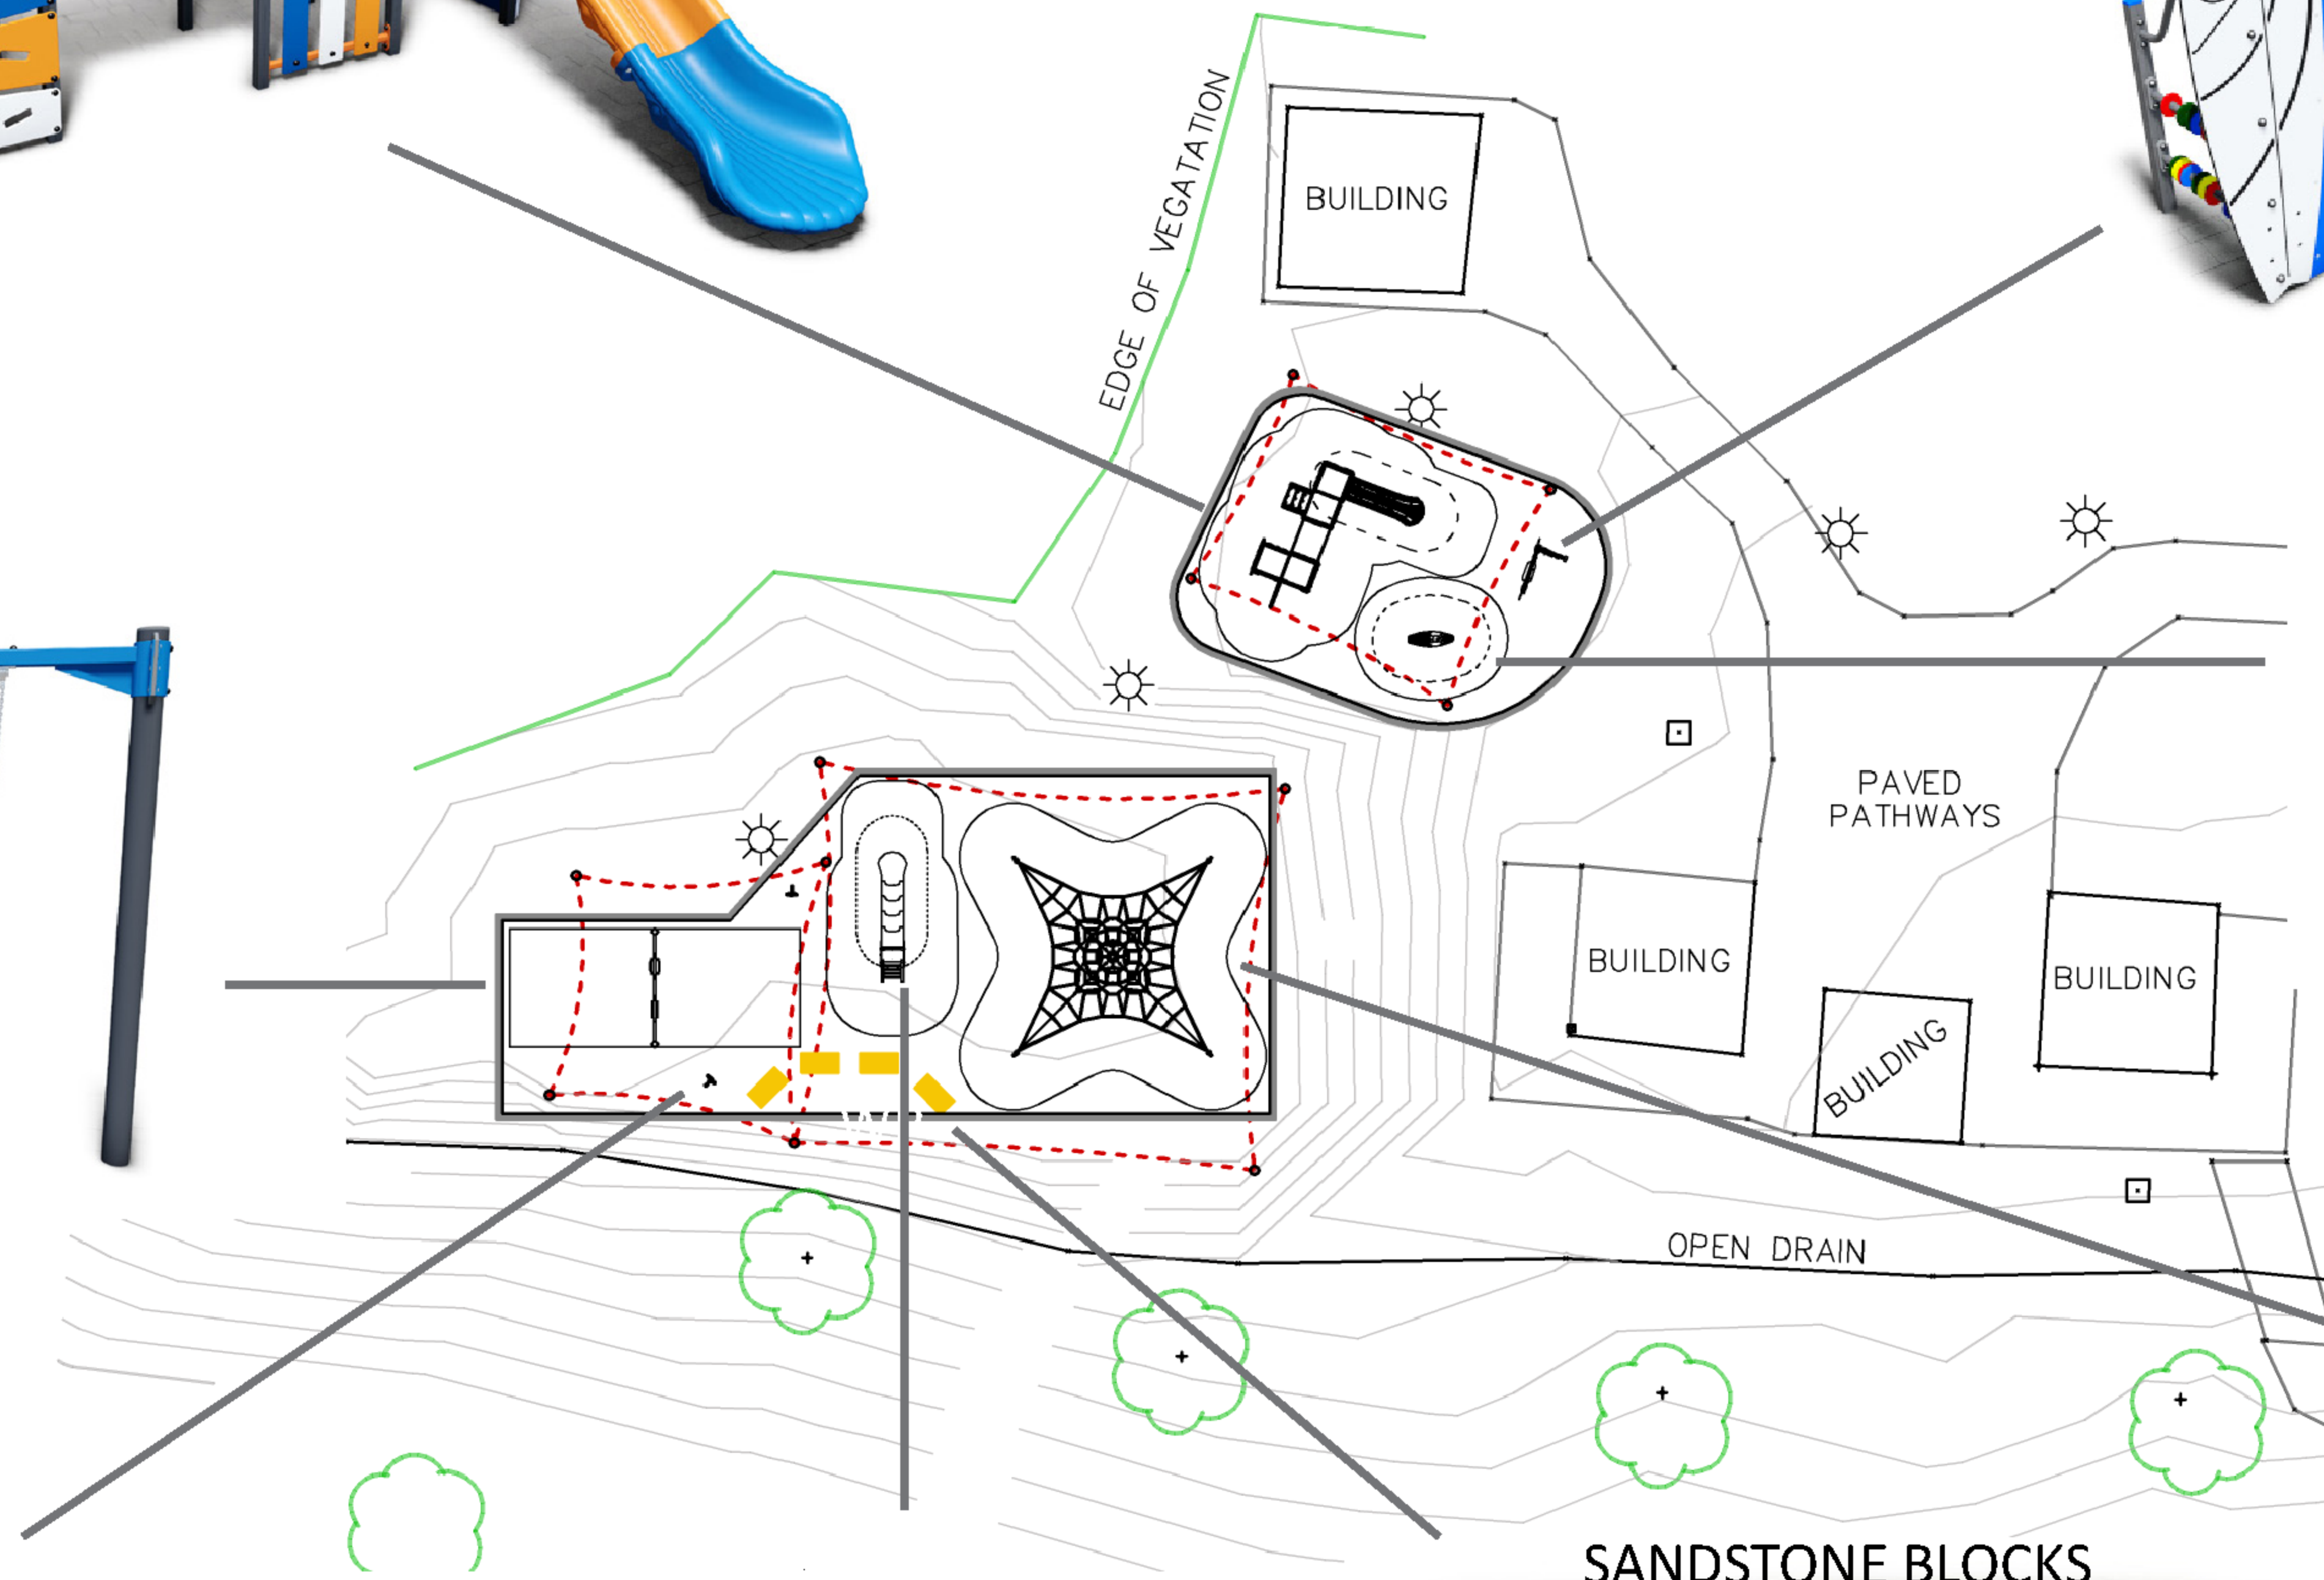 EDGE OF VEGATATION
BUILDING
PAVED
PATHWAYS
BUILDING
BUILDING
BUILDING
OPEN DRAIN
SANDSTONE BLOCKS